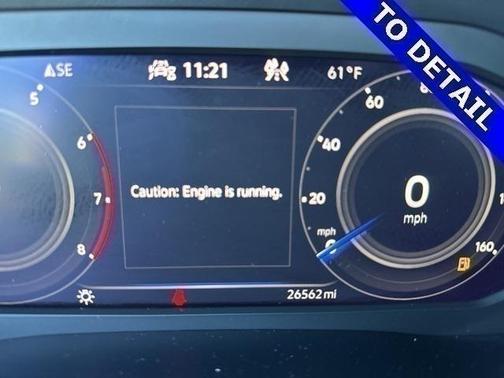 TO DETAIL
SE 11:21 61°F
5
6
7
8
Caution: Engine is running.
60
40
20
mph
0
mph
160
26562 mi